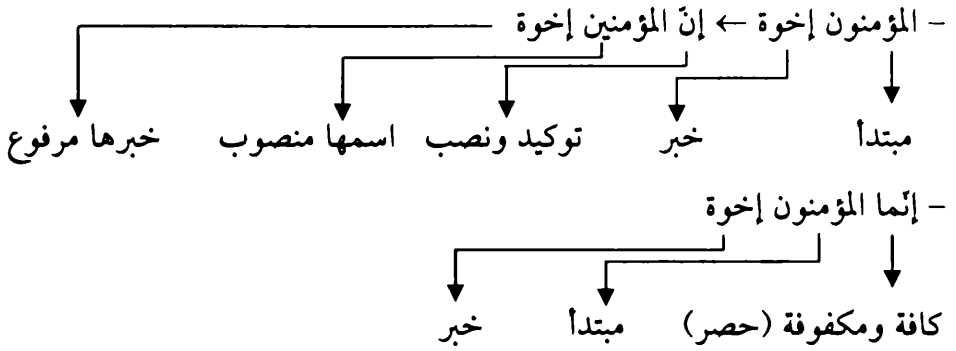 – المؤمنون إخوة ← إنّ المؤمنين إخوة
مبتدأ خبر توكيد ونصب اسمها منصوب خبرها مرفوع
– إنّما المؤمنون إخوة
كافة ومكفوفة (حصر) مبتدأ خبر